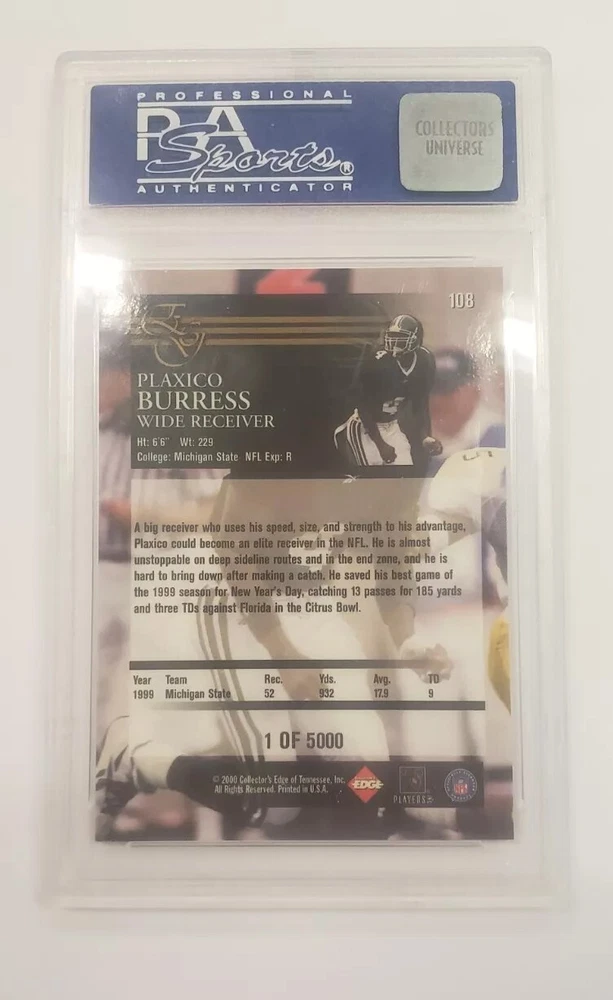 PROFESSIONAL
PSA
Sports®
AUTHENTICATOR
COLLECTORS
UNIVERSE
108
PLAXICO
BURRESS
WIDE RECEIVER
Ht: 6'6" Wt: 229
College: Michigan State NFL Exp: R
A big receiver who uses his speed, size, and strength to his advantage,
Plaxico could become an elite receiver in the NFL. He is almost
unstoppable on deep sideline routes and in the end zone, and he is
hard to bring down after making a catch. He saved his best game of
the 1999 season for New Year's Day, catching 13 passes for 185 yards
and three TDs against Florida in the Citrus Bowl.
Year Team Rec. Yds. Avg. TD
1999 Michigan State 52 932 17.9 9
1 OF 5000
© 2000 Collector's Edge of Tennessee, Inc.
All Rights Reserved. Printed in U.S.A.
EDGE
PLAYERS
NFL